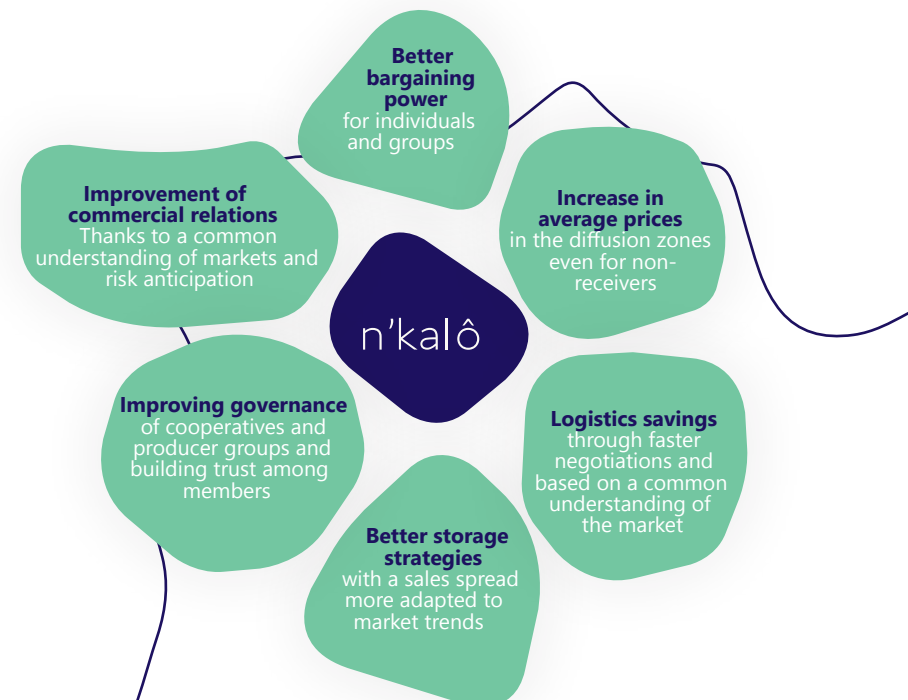 Better
bargaining
power
for individuals
and groups
Improvement of
commercial relations
Thanks to a common
understanding of markets and
risk anticipation
Increase in
average prices
in the diffusion zones
even for non-
receivers
n'kalô
Improving governance
of cooperatives and
producer groups and
building trust among
members
Logistics savings
through faster
negotiations and
based on a common
understanding of
the market
Better storage
strategies
with a sales spread
more adapted to
market trends